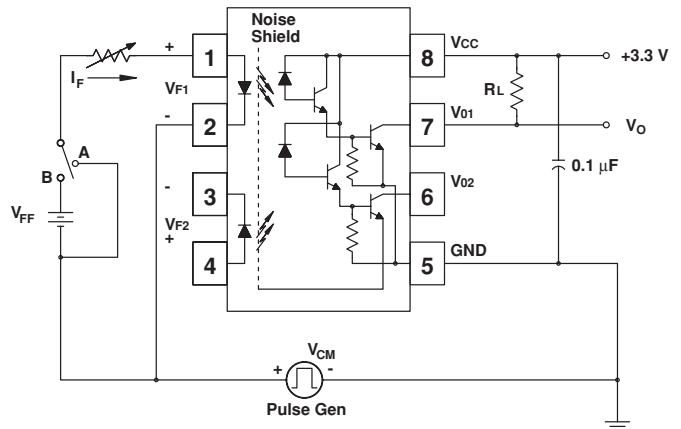 Noise
Shield
+
1
VF1
-
2
-
3
VF2
+
4
IF
A
B
VFF
8
VCC
7
V01
6
V02
5
GND
RL
+3.3 V
VO
0.1 μF
VCM
+
-
Pulse Gen